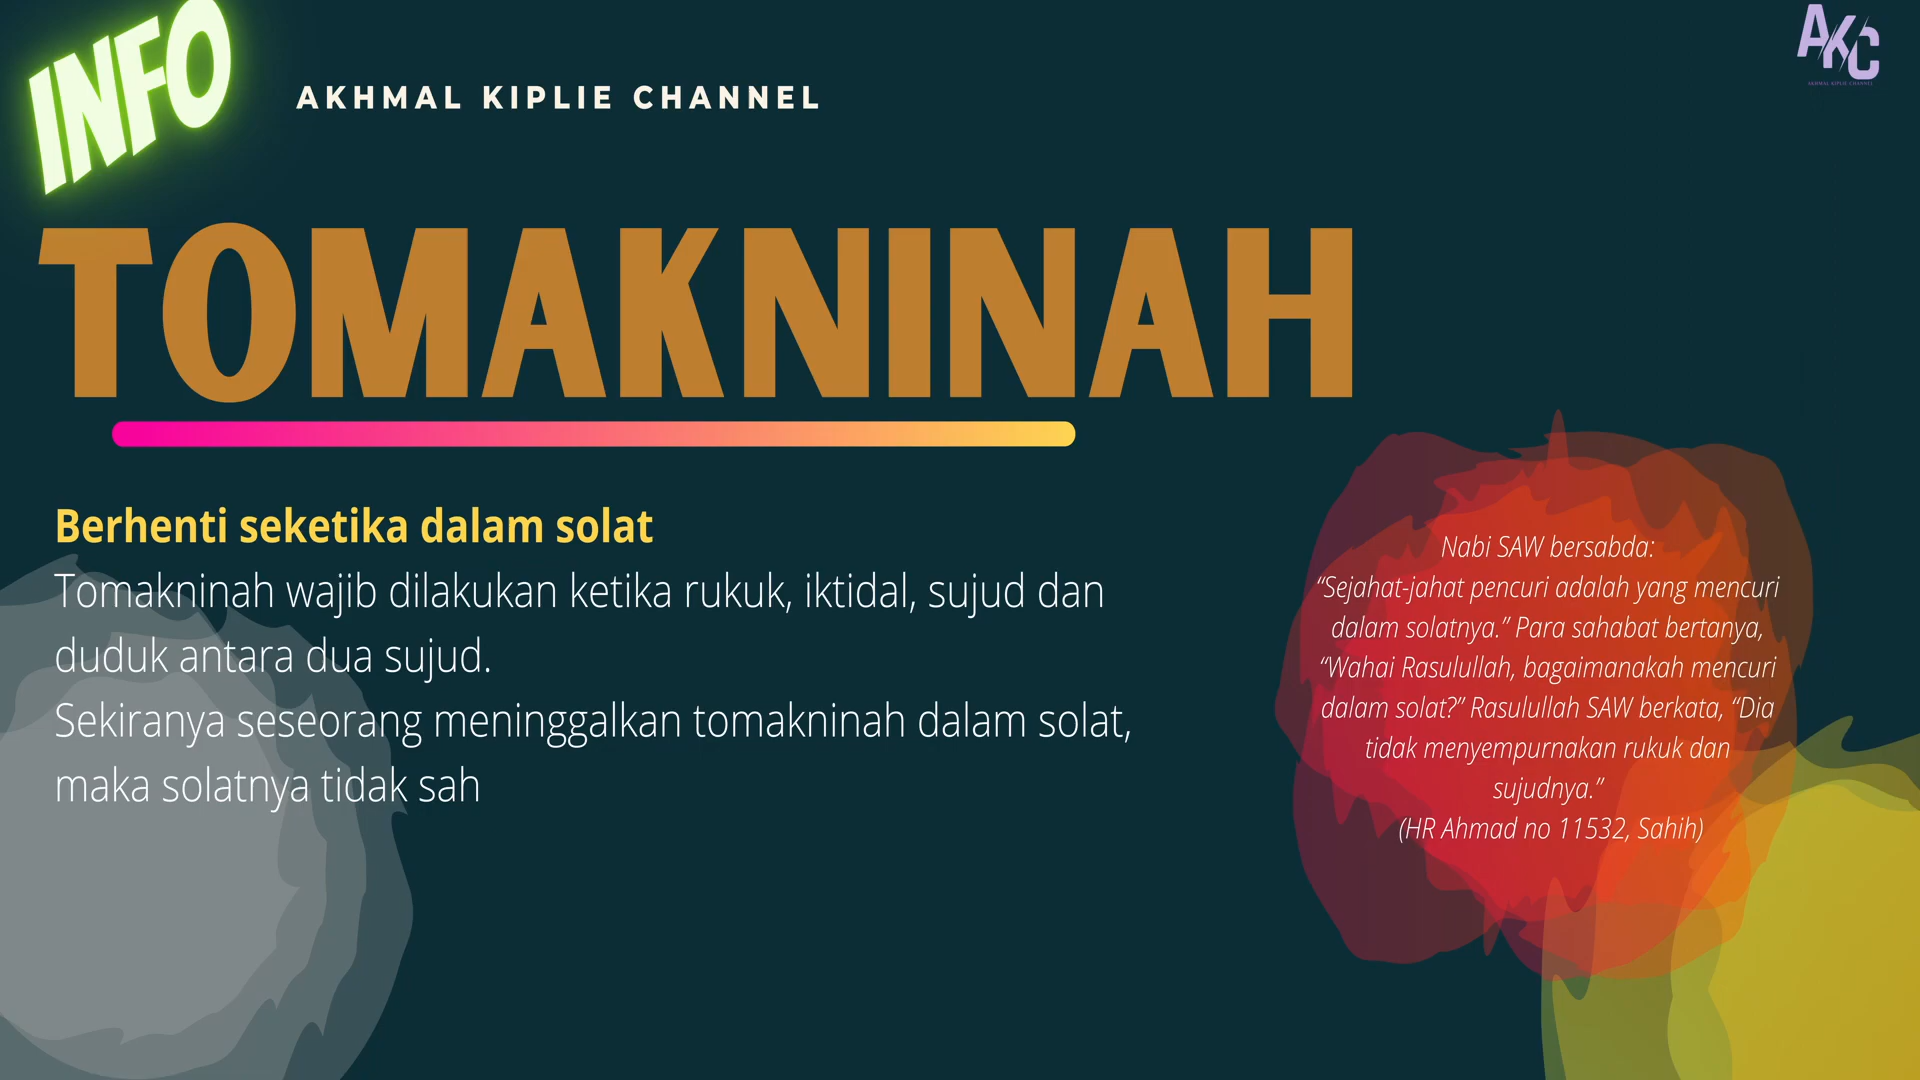 INFO
AKHMAL KIPLIE CHANNEL
AKC
AKHMAL KIPLIE CHANNEL
TOMAKNINAH
Berhenti seketika dalam solat
Tomakninah wajib dilakukan ketika rukuk, iktidal, sujud dan
duduk antara dua sujud.
Sekiranya seseorang meninggalkan tomakninah dalam solat,
maka solatnya tidak sah
Nabi SAW bersabda:
“Sejahat-jahat pencuri adalah yang mencuri
dalam solatnya.” Para sahabat bertanya,
“Wahai Rasulullah, bagaimanakah mencuri
dalam solat?” Rasulullah SAW berkata, “Dia
tidak menyempurnakan rukuk dan
sujudnya.”
(HR Ahmad no 11532, Sahih)